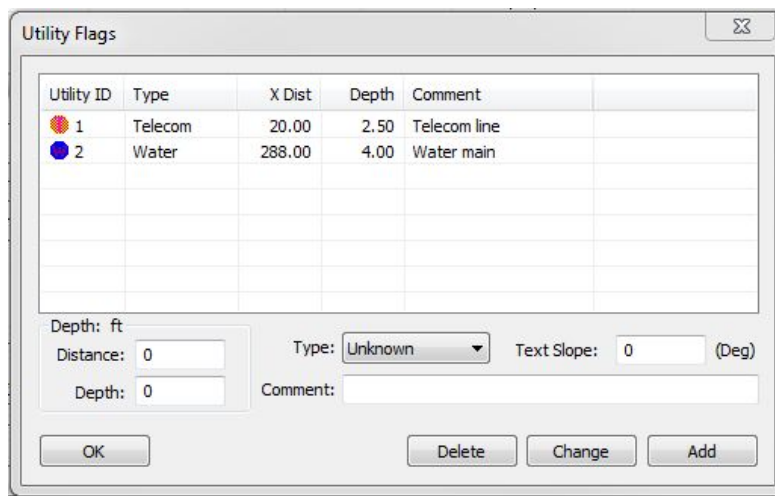 Utility Flags
Utility ID Type X Dist Depth Comment
1 Telecom 20.00 2.50 Telecom line
2 Water 288.00 4.00 Water main
Depth: ft
Distance: 0 Type: Unknown Text Slope: 0 (Deg)
Depth: 0 Comment:
OK Delete Change Add